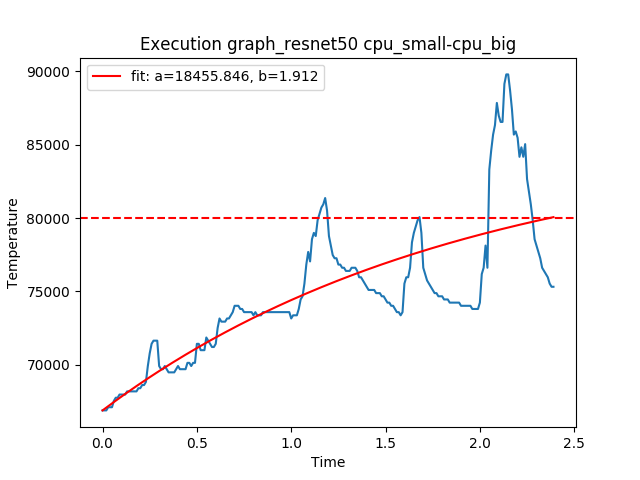 Execution graph_resnet50 cpu_small-cpu_big
fit: a=18455.846, b=1.912
90000
85000
80000
75000
70000
Temperature
0.0 0.5 1.0 1.5 2.0 2.5
Time